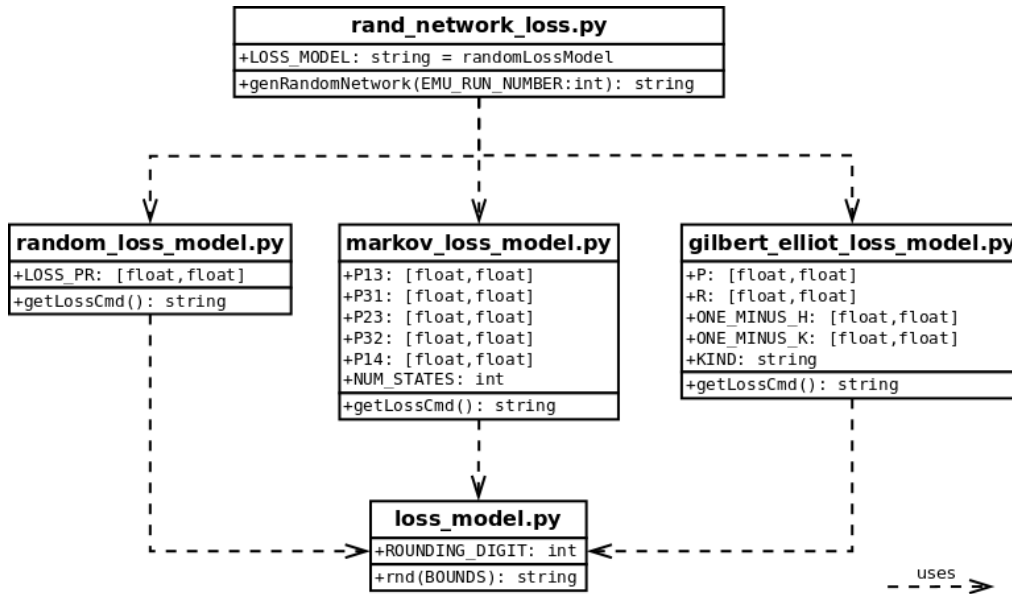 rand_network_loss.py
+LOSS_MODEL: string = randomLossModel
+genRandomNetwork(EMU_RUN_NUMBER:int): string
random_loss_model.py
+LOSS_PR: [float,float]
+getLossCmd(): string
markov_loss_model.py
+P13: [float,float]
+P31: [float,float]
+P23: [float,float]
+P32: [float,float]
+P14: [float,float]
+NUM_STATES: int
+getLossCmd(): string
gilbert_elliot_loss_model.py
+P: [float,float]
+R: [float,float]
+ONE_MINUS_H: [float,float]
+ONE_MINUS_K: [float,float]
+KIND: string
+getLossCmd(): string
loss_model.py
+ROUNDING_DIGIT: int
+rnd(BOUNDS): string
uses